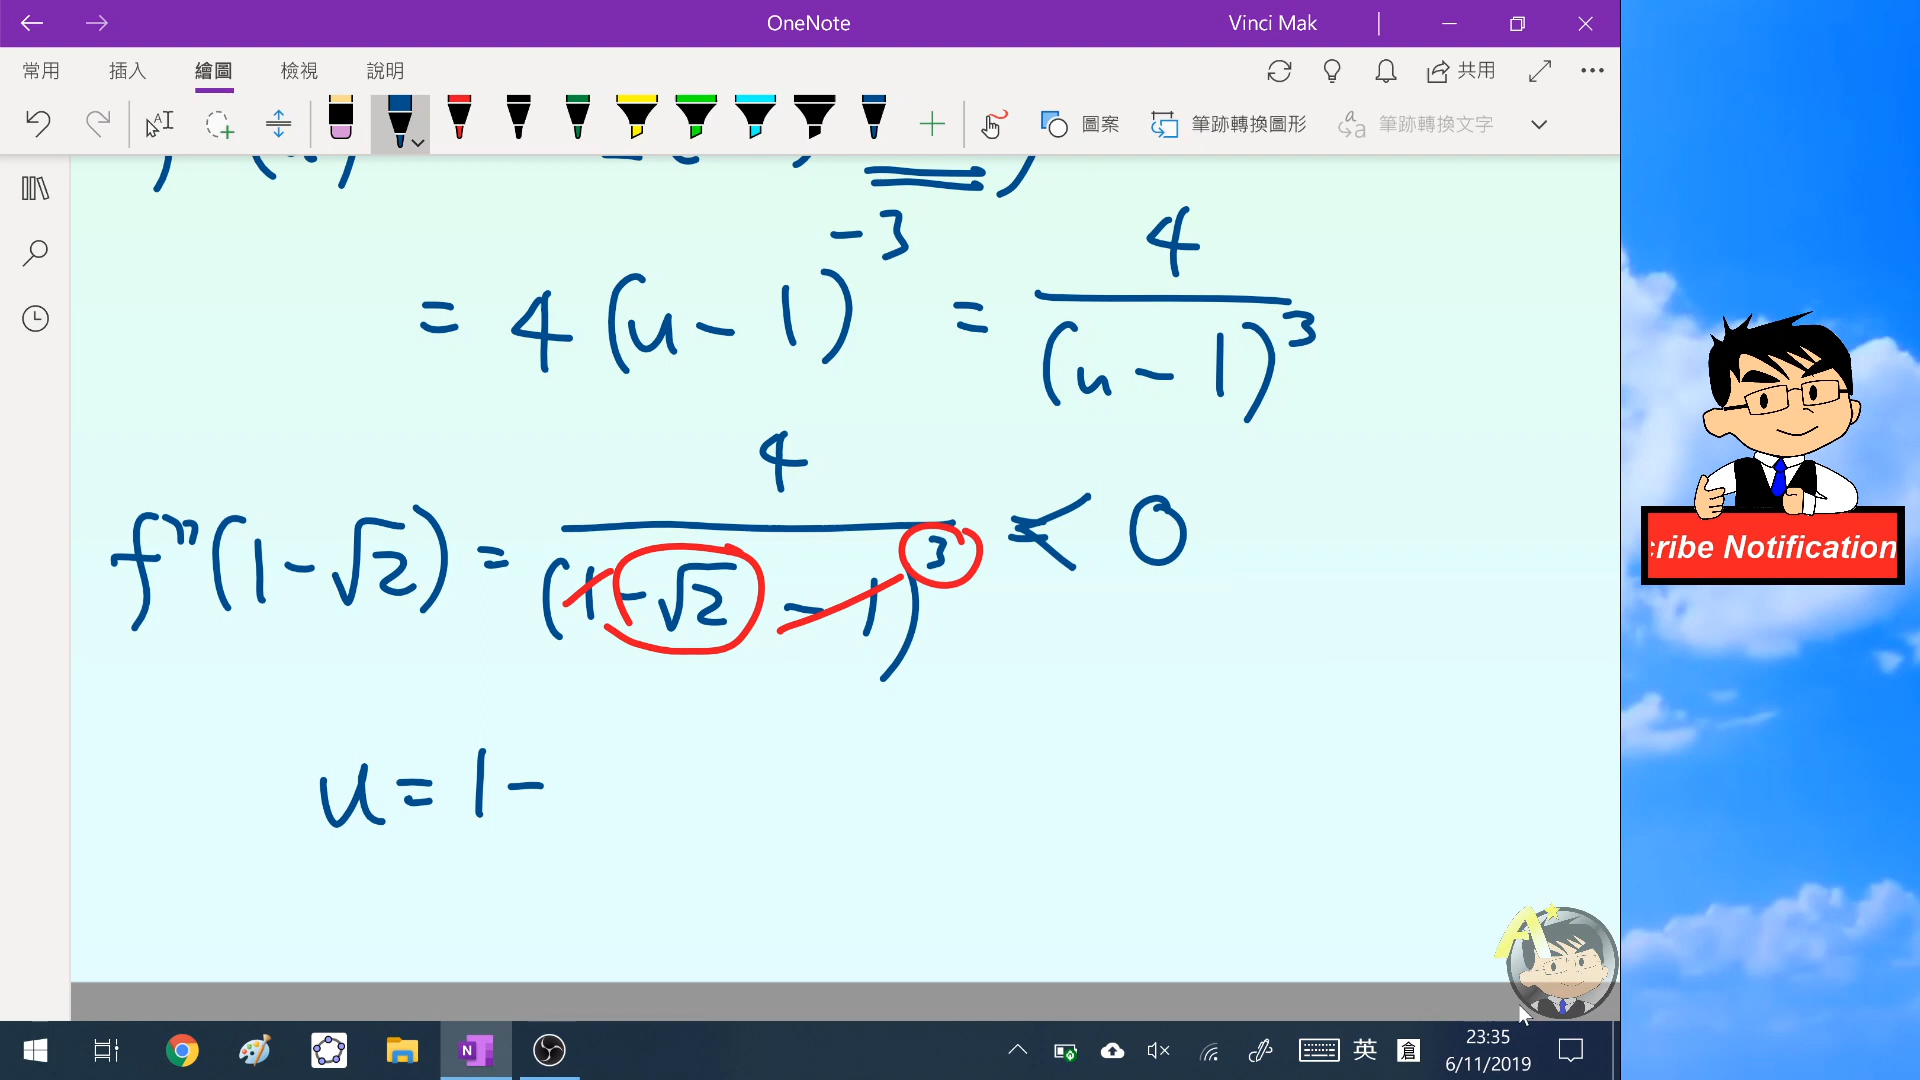 OneNote
Vinci Mak
常用 插入 繪圖 檢視 說明 共用
圖案 筆跡轉換圖形 筆跡轉換文字
= 4 (u - 1)^-3 = 4 / (u - 1)^3
f''(1 - √2) = 4 / (1 - √2 - 1)^3 < 0
u = 1 -
cribe Notification
A
英 倉
23:35
6/11/2019